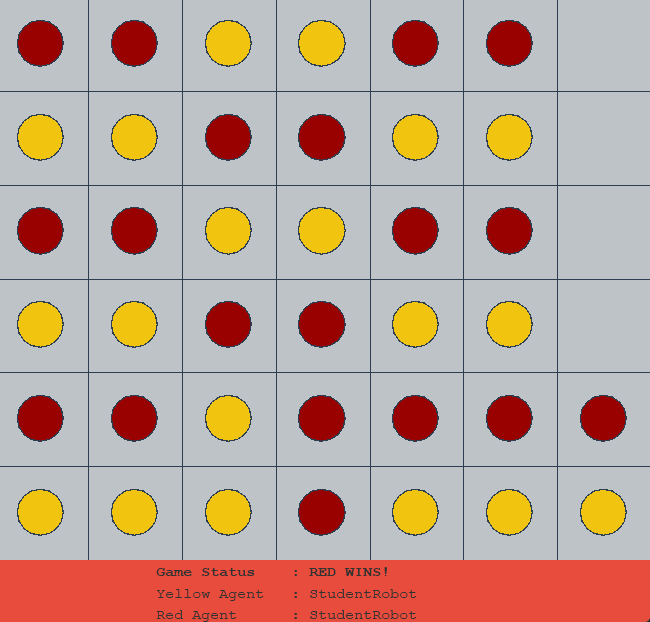 Game Status : RED WINS!
Yellow Agent : StudentRobot
Red Agent : StudentRobot